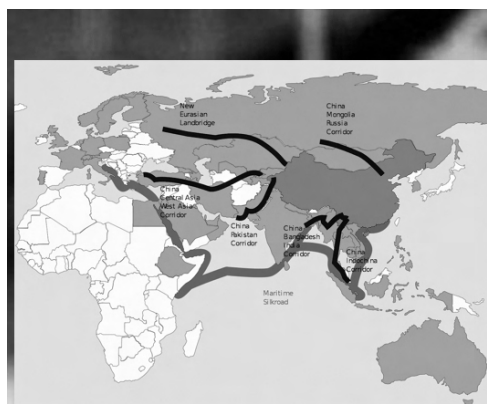 New
Eurasian
Landbridge
China
Mongolia
Russia
Corridor
China
Central Asia
West Asia
Corridor
China
Pakistan
Corridor
China
Bangladesh
India
Corridor
China
Indochina
Corridor
Maritime
Silkroad